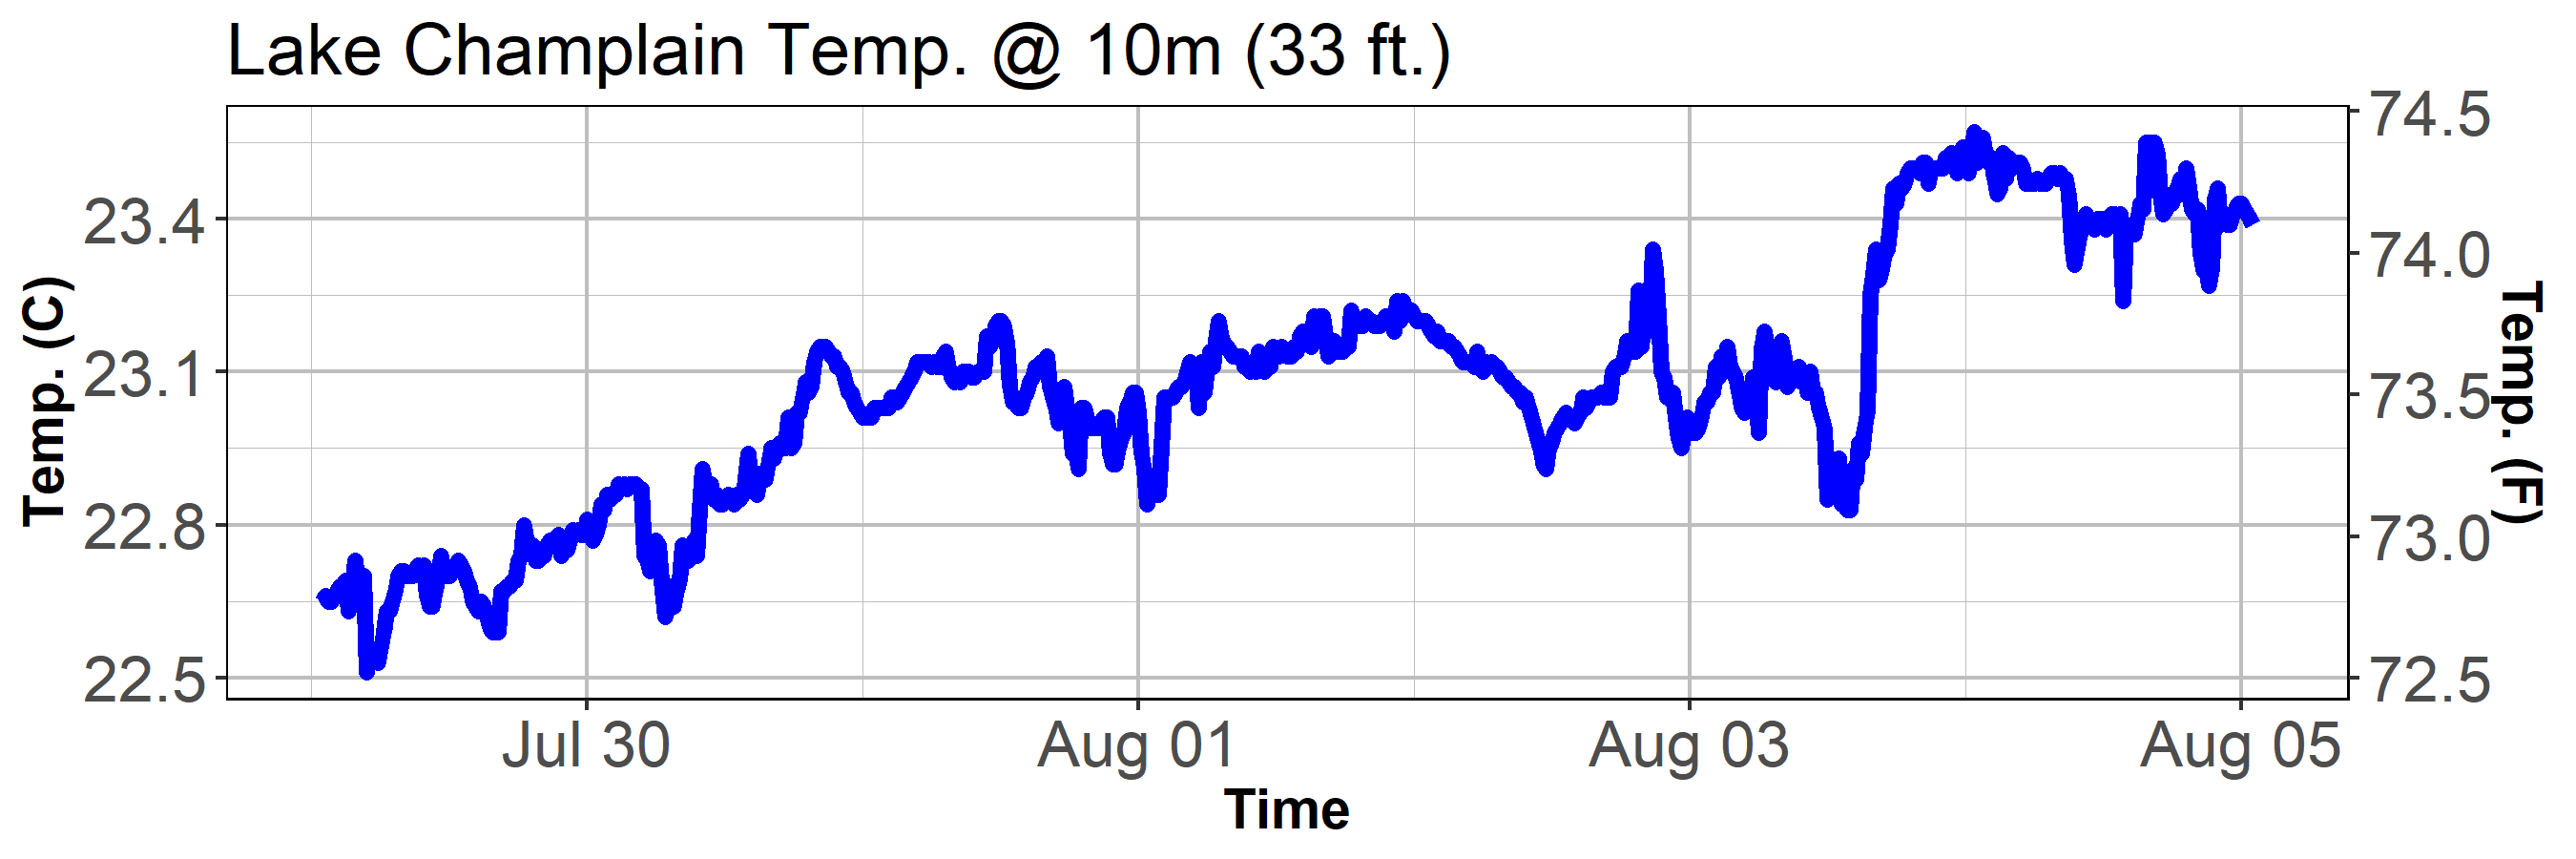 Lake Champlain Temp. @ 10m (33 ft.)
Temp. (C)
23.4
23.1
22.8
22.5
74.5
74.0
73.5
73.0
72.5
Temp. (F)
Jul 30 Aug 01 Aug 03 Aug 05
Time